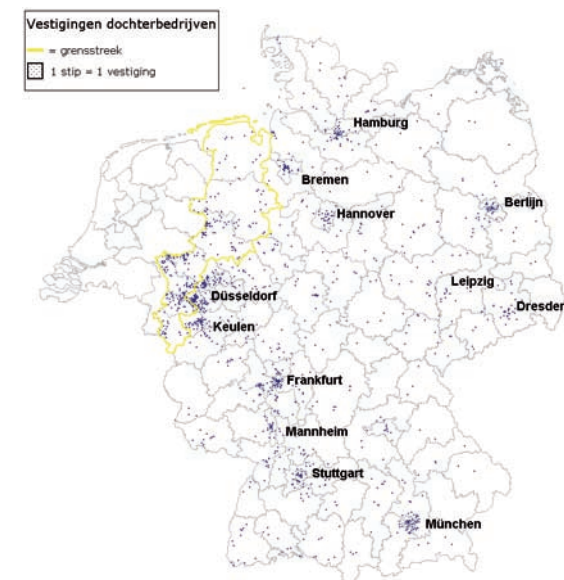 Vestigingen dochterbedrijven
= grensstreek
1 stip = 1 vestiging
Hamburg
Bremen
Berlijn
Hannover
Leipzig
Düsseldorf
Dresden
Keulen
Frankfurt
Mannheim
Stuttgart
München